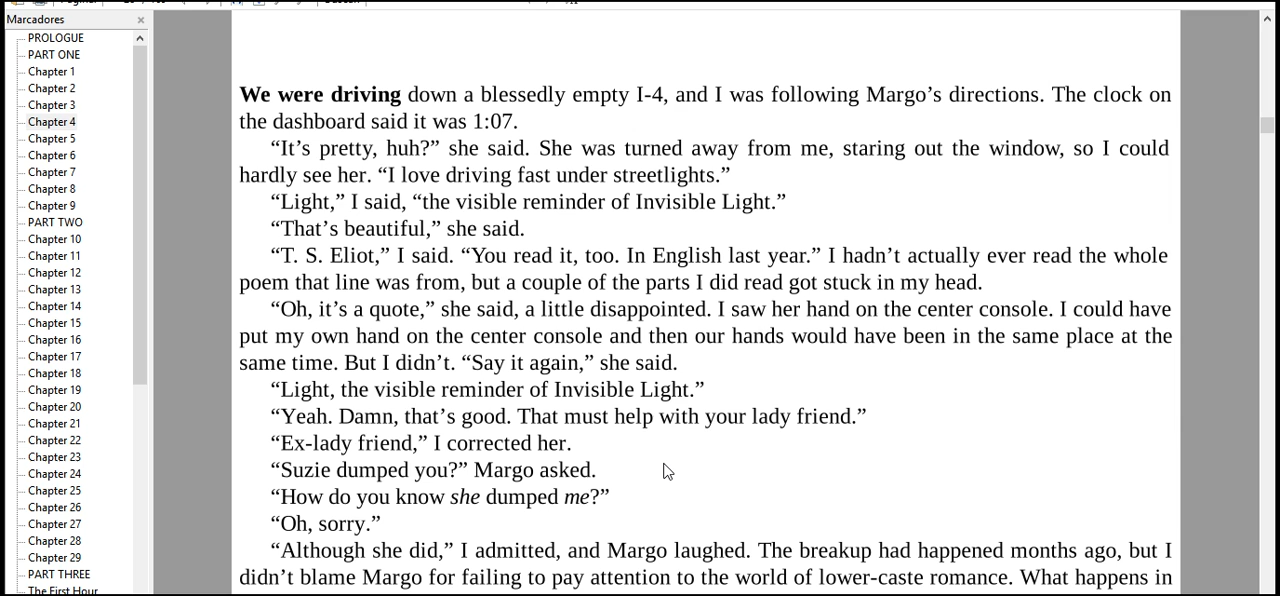 Marcadores
PROLOGUE
PART ONE
Chapter 1
Chapter 2
Chapter 3
Chapter 4
Chapter 5
Chapter 6
Chapter 7
Chapter 8
Chapter 9
PART TWO
Chapter 10
Chapter 11
Chapter 12
Chapter 13
Chapter 14
Chapter 15
Chapter 16
Chapter 17
Chapter 18
Chapter 19
Chapter 20
Chapter 21
Chapter 22
Chapter 23
Chapter 24
Chapter 25
Chapter 26
Chapter 27
Chapter 28
Chapter 29
PART THREE
The First Hour
We were driving down a blessedly empty I-4, and I was following Margo’s directions. The clock on
the dashboard said it was 1:07.
“It’s pretty, huh?” she said. She was turned away from me, staring out the window, so I could
hardly see her. “I love driving fast under streetlights.”
“Light,” I said, “the visible reminder of Invisible Light.”
“That’s beautiful,” she said.
“T. S. Eliot,” I said. “You read it, too. In English last year.” I hadn’t actually ever read the whole
poem that line was from, but a couple of the parts I did read got stuck in my head.
“Oh, it’s a quote,” she said, a little disappointed. I saw her hand on the center console. I could have
put my own hand on the center console and then our hands would have been in the same place at the
same time. But I didn’t. “Say it again,” she said.
“Light, the visible reminder of Invisible Light.”
“Yeah. Damn, that’s good. That must help with your lady friend.”
“Ex-lady friend,” I corrected her.
“Suzie dumped you?” Margo asked.
“How do you know she dumped me?”
“Oh, sorry.”
“Although she did,” I admitted, and Margo laughed. The breakup had happened months ago, but I
didn’t blame Margo for failing to pay attention to the world of lower-caste romance. What happens in